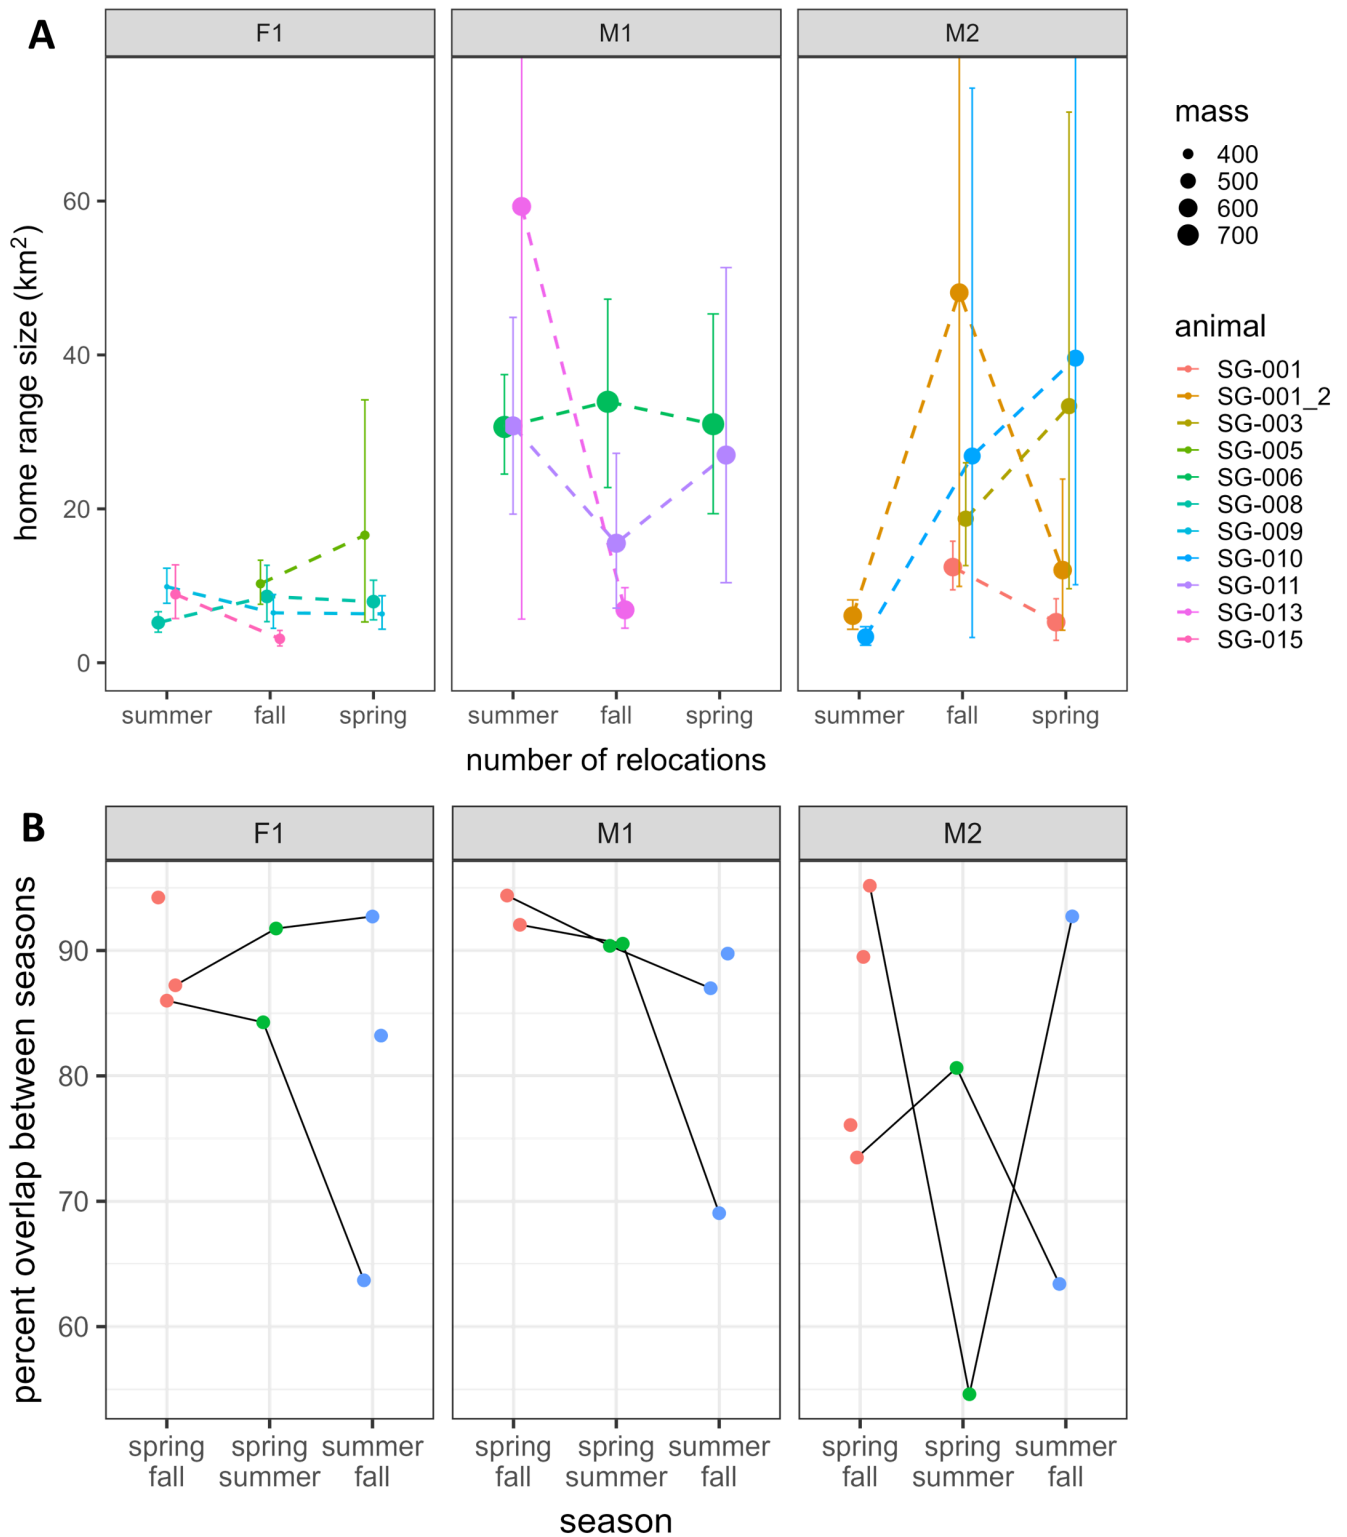 A
F1
M1
M2
home range size (km²)
60
40
20
0
summer
fall
spring
summer
fall
spring
summer
fall
spring
number of relocations
mass
400
500
600
700
animal
SG-001
SG-001_2
SG-003
SG-005
SG-006
SG-008
SG-009
SG-010
SG-011
SG-013
SG-015
B
F1
M1
M2
percent overlap between seasons
90
80
70
60
spring
fall
spring
summer
summer
fall
spring
fall
spring
summer
summer
fall
spring
fall
spring
summer
summer
fall
season